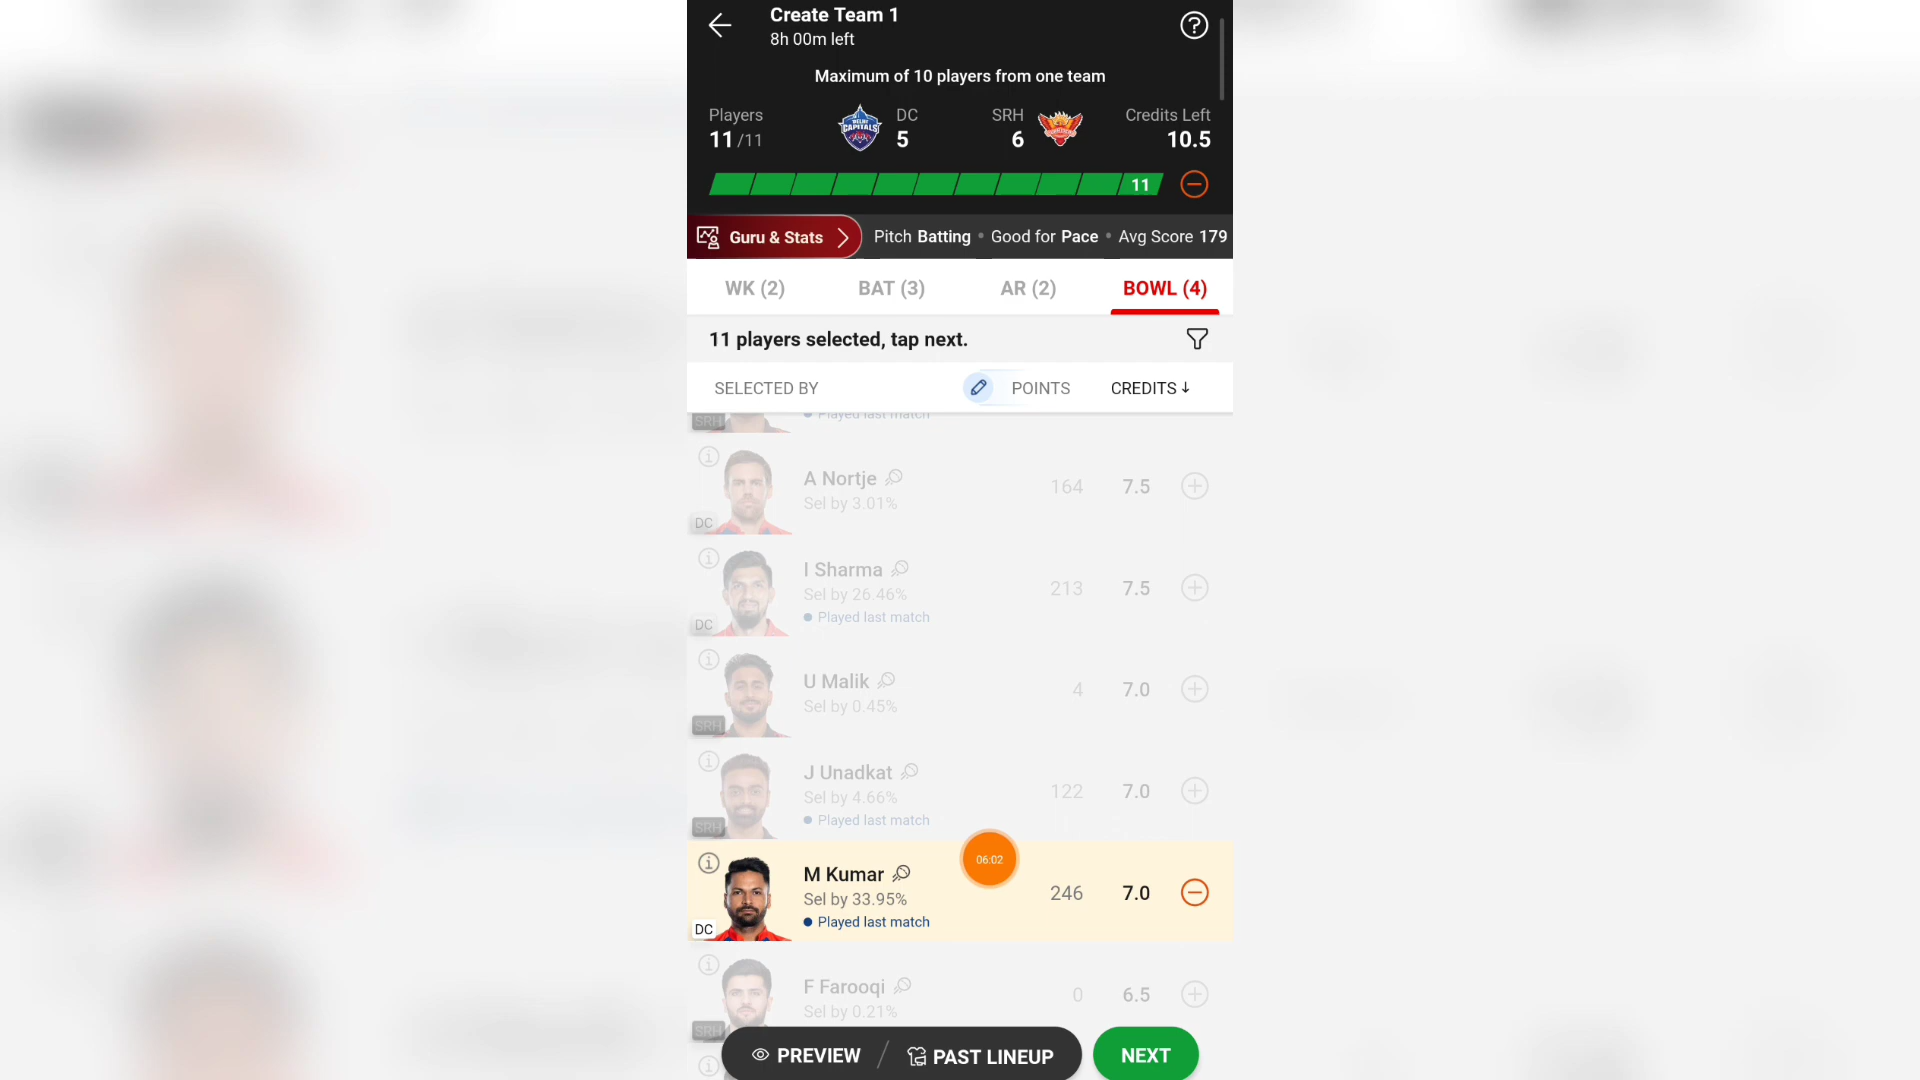 Create Team 1
8h 00m left
Maximum of 10 players from one team
Players DC SRH Credits Left
11/11 5 6 10.5
DELHI CAPITALS
11
Guru & Stats Pitch Batting • Good for Pace • Avg Score 179
WK (2) BAT (3) AR (2) BOWL (4)
11 players selected, tap next.
SELECTED BY POINTS CREDITS ↓
SRH Played last match
A Nortje
Sel by 3.01% 164 7.5
DC
I Sharma
Sel by 26.46% 213 7.5
Played last match
DC
U Malik
Sel by 0.45% 4 7.0
SRH
J Unadkat
Sel by 4.66% 122 7.0
Played last match
SRH
06:02
M Kumar
Sel by 33.95% 246 7.0
Played last match
DC
F Farooqi
Sel by 0.21% 0 6.5
SRH
PREVIEW / PAST LINEUP NEXT